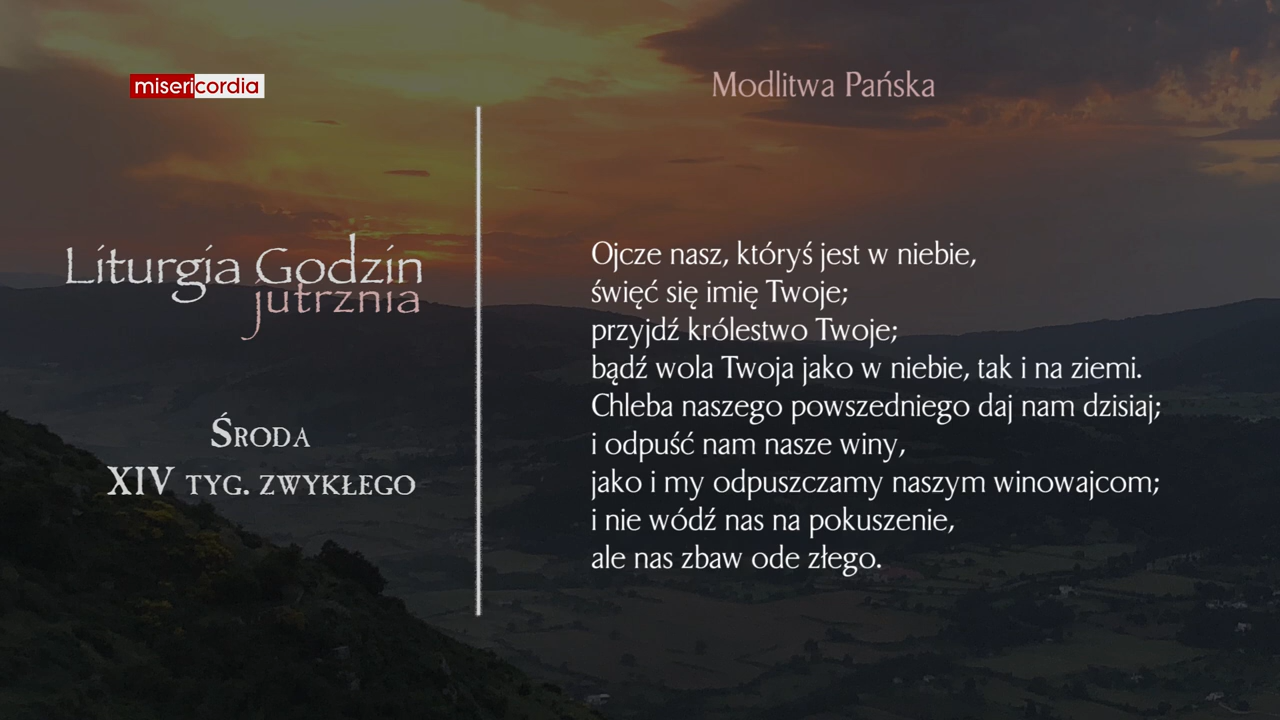 misericordia
Liturgia Godzin
jutrznia
Środa
XIV tyg. zwykłego
Modlitwa Pańska
Ojcze nasz, któryś jest w niebie,
święć się imię Twoje;
przyjdź królestwo Twoje;
bądź wola Twoja jako w niebie, tak i na ziemi.
Chleba naszego powszedniego daj nam dzisiaj;
i odpuść nam nasze winy,
jako i my odpuszczamy naszym winowajcom;
i nie wódź nas na pokuszenie,
ale nas zbaw ode złego.